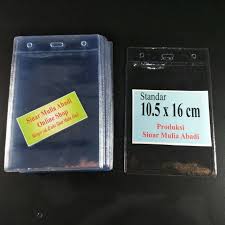 Sinar Mulia Abadi
Online Shop
Standar
10.5 x 16 cm
Produksi
Sinar Mulia Abadi